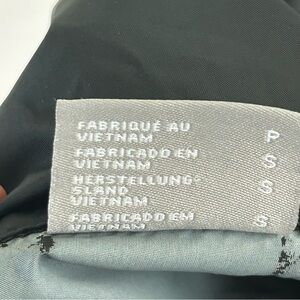 FABRIQUÉ AU P
VIETNAM
FABRICADO EN S
VIETNAM
HERSTELLUNG- S
SLAND
VIETNAM
FABRICADO EM S
VIETNAM